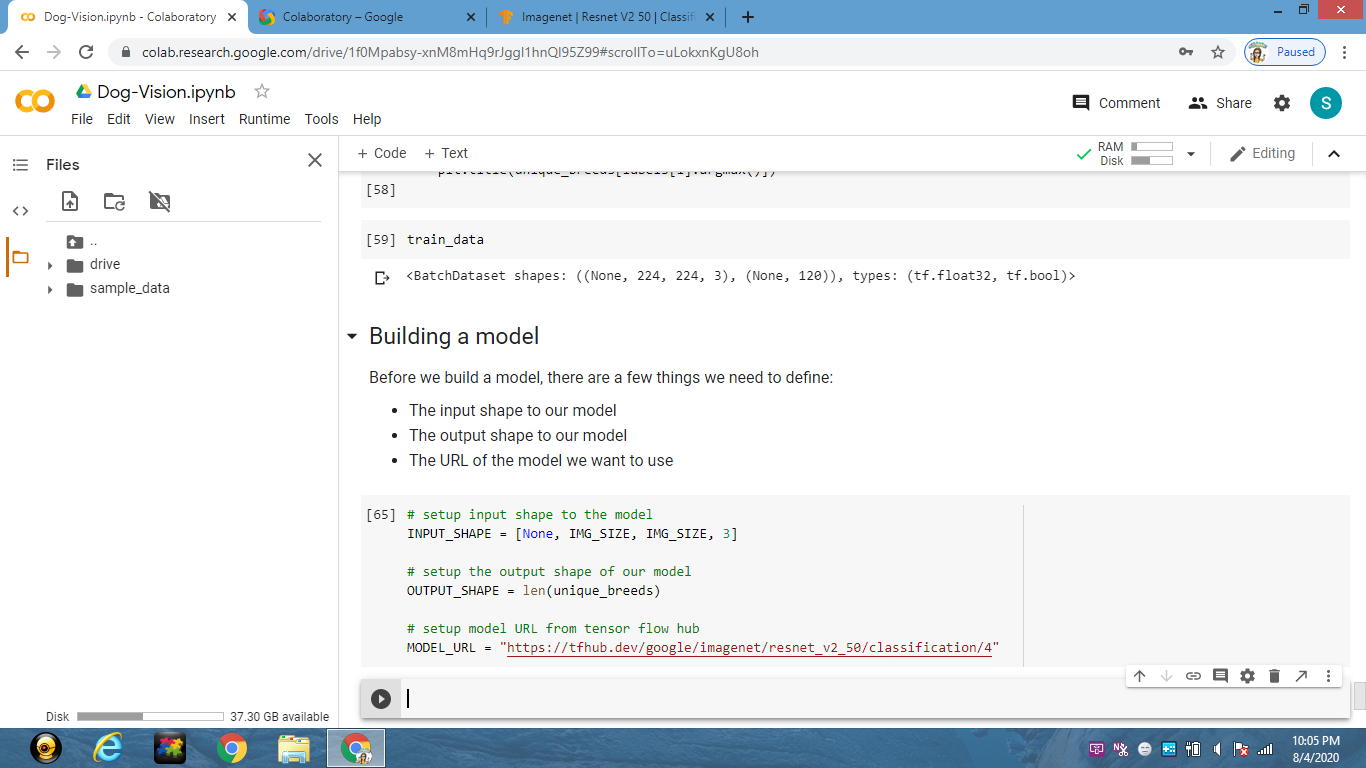 Dog-Vision.ipynb - Colaboratory
Colaboratory – Google
Imagenet | Resnet V2 50 | Classif
colab.research.google.com/drive/1f0Mpabsy-xnM8mHq9rJggI1hnQl95Z99#scrollTo=uLokxnKgU8oh
Paused
Dog-Vision.ipynb
File Edit View Insert Runtime Tools Help
Comment Share S
Files
+ Code + Text
RAM
Disk
Editing
..
drive
sample_data
plt.title(unique_breeds[labels[i].argmax()])
[58]
[59] train_data
<BatchDataset shapes: ((None, 224, 224, 3), (None, 120)), types: (tf.float32, tf.bool)>
Building a model
Before we build a model, there are a few things we need to define:
• The input shape to our model
• The output shape to our model
• The URL of the model we want to use
[65] # setup input shape to the model
INPUT_SHAPE = [None, IMG_SIZE, IMG_SIZE, 3]
# setup the output shape of our model
OUTPUT_SHAPE = len(unique_breeds)
# setup model URL from tensor flow hub
MODEL_URL = "https://tfhub.dev/google/imagenet/resnet_v2_50/classification/4"
Disk 37.30 GB available
10:05 PM
8/4/2020